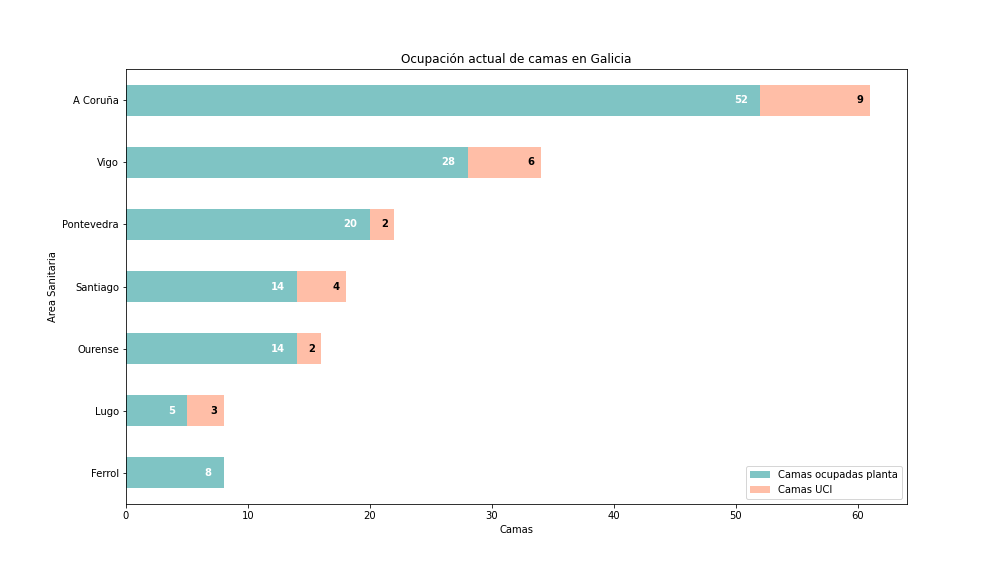 Ocupación actual de camas en Galicia
A Coruña 52 9
Vigo 28 6
Pontevedra 20 2
Santiago 14 4
Ourense 14 2
Lugo 5 3
Ferrol 8
Area Sanitaria
Camas ocupadas planta
Camas UCI
0 10 20 30 40 50 60
Camas